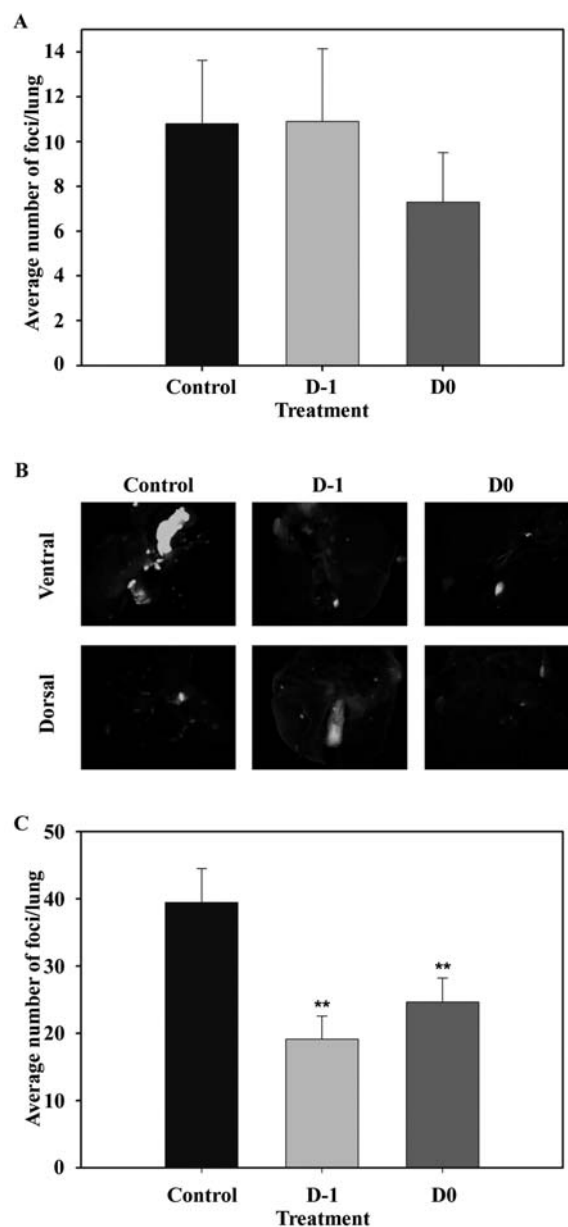 A
Average number of foci/lung
14
12
10
8
6
4
2
0
Control D-1 D0
Treatment
B
Control D-1 D0
Ventral
Dorsal
C
Average number of foci/lung
50
40
30
20
10
0
** **
Control D-1 D0
Treatment